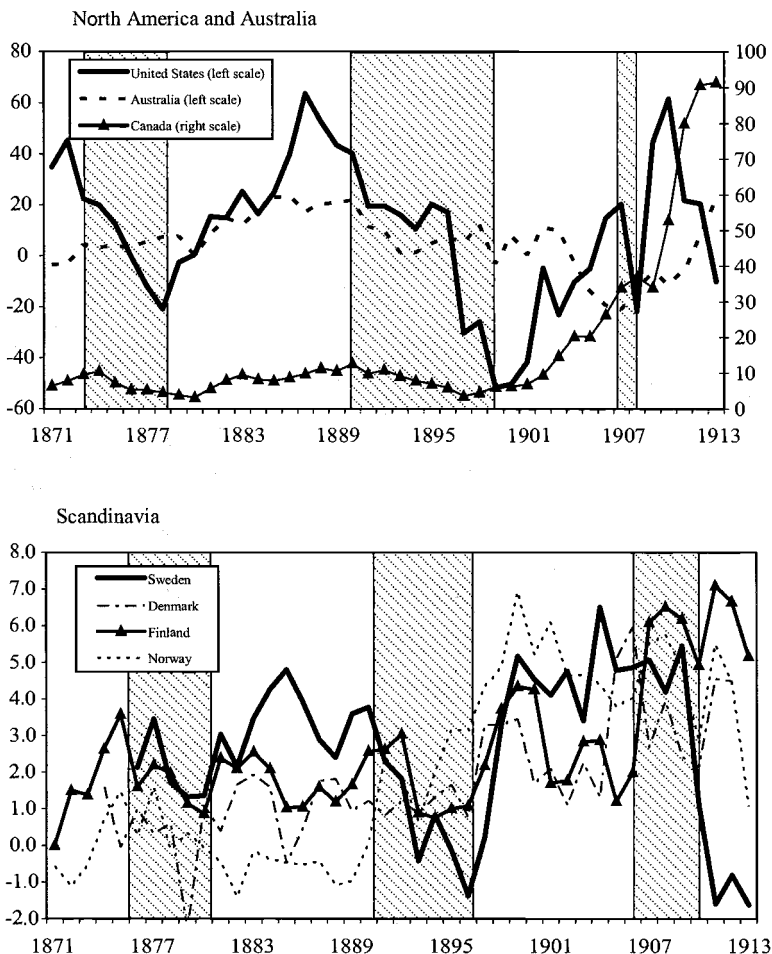 North America and Australia
80
60
40
20
0
-20
-40
-60
100
90
80
70
60
50
40
30
20
10
0
United States (left scale)
Australia (left scale)
Canada (right scale)
1871 1877 1883 1889 1895 1901 1907 1913
Scandinavia
8.0
7.0
6.0
5.0
4.0
3.0
2.0
1.0
0.0
-1.0
-2.0
Sweden
Denmark
Finland
Norway
1871 1877 1883 1889 1895 1901 1907 1913